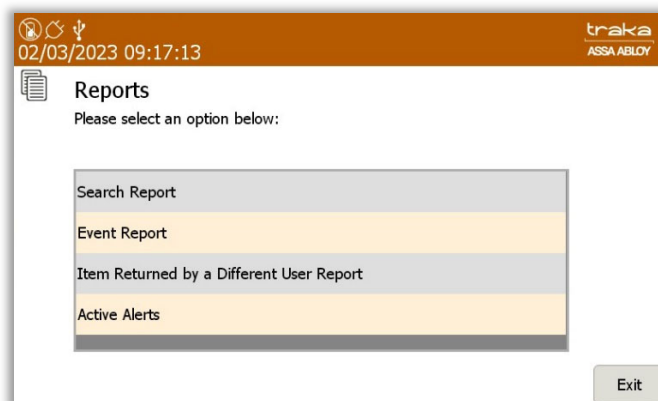 traka
02/03/2023 09:17:13
ASSA ABLOY
Reports
Please select an option below:
Search Report
Event Report
Item Returned by a Different User Report
Active Alerts
Exit